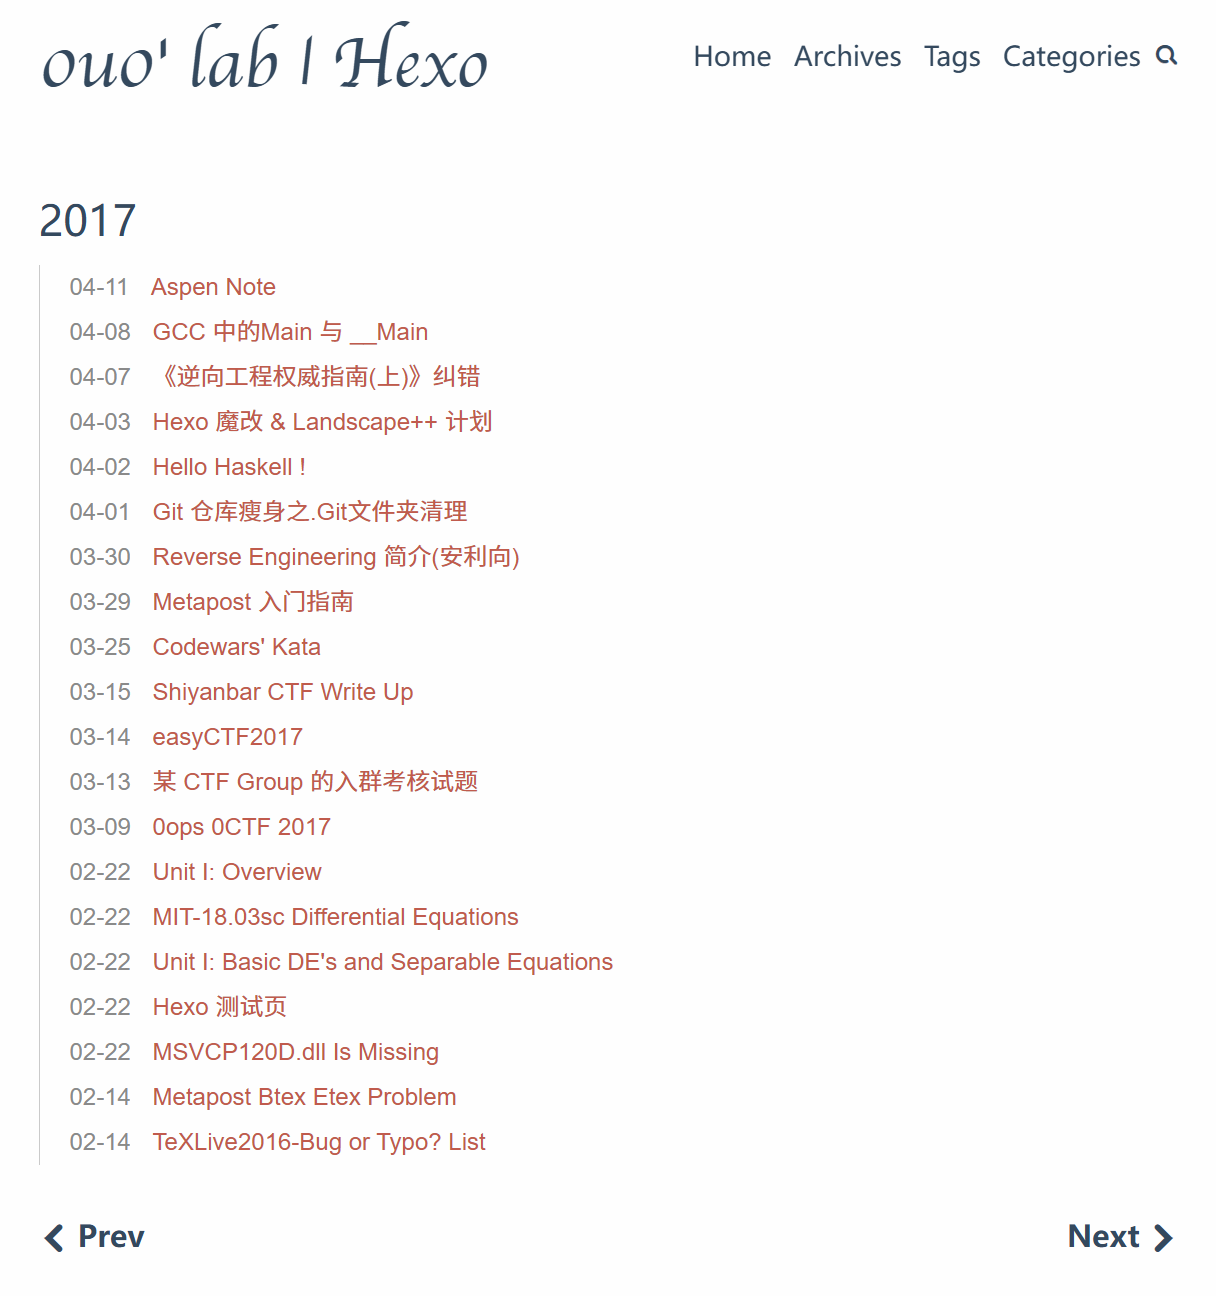 ouo' lab | Hexo
Home Archives Tags Categories
2017
04-11 Aspen Note
04-08 GCC 中的Main 与 __Main
04-07 《逆向工程权威指南(上)》纠错
04-03 Hexo 魔改 & Landscape++ 计划
04-02 Hello Haskell !
04-01 Git 仓库瘦身之.Git文件夹清理
03-30 Reverse Engineering 简介(安利向)
03-29 Metapost 入门指南
03-25 Codewars' Kata
03-15 Shiyanbar CTF Write Up
03-14 easyCTF2017
03-13 某 CTF Group 的入群考核试题
03-09 0ops 0CTF 2017
02-22 Unit I: Overview
02-22 MIT-18.03sc Differential Equations
02-22 Unit I: Basic DE's and Separable Equations
02-22 Hexo 测试页
02-22 MSVCP120D.dll Is Missing
02-14 Metapost Btex Etex Problem
02-14 TeXLive2016-Bug or Typo? List
Prev Next